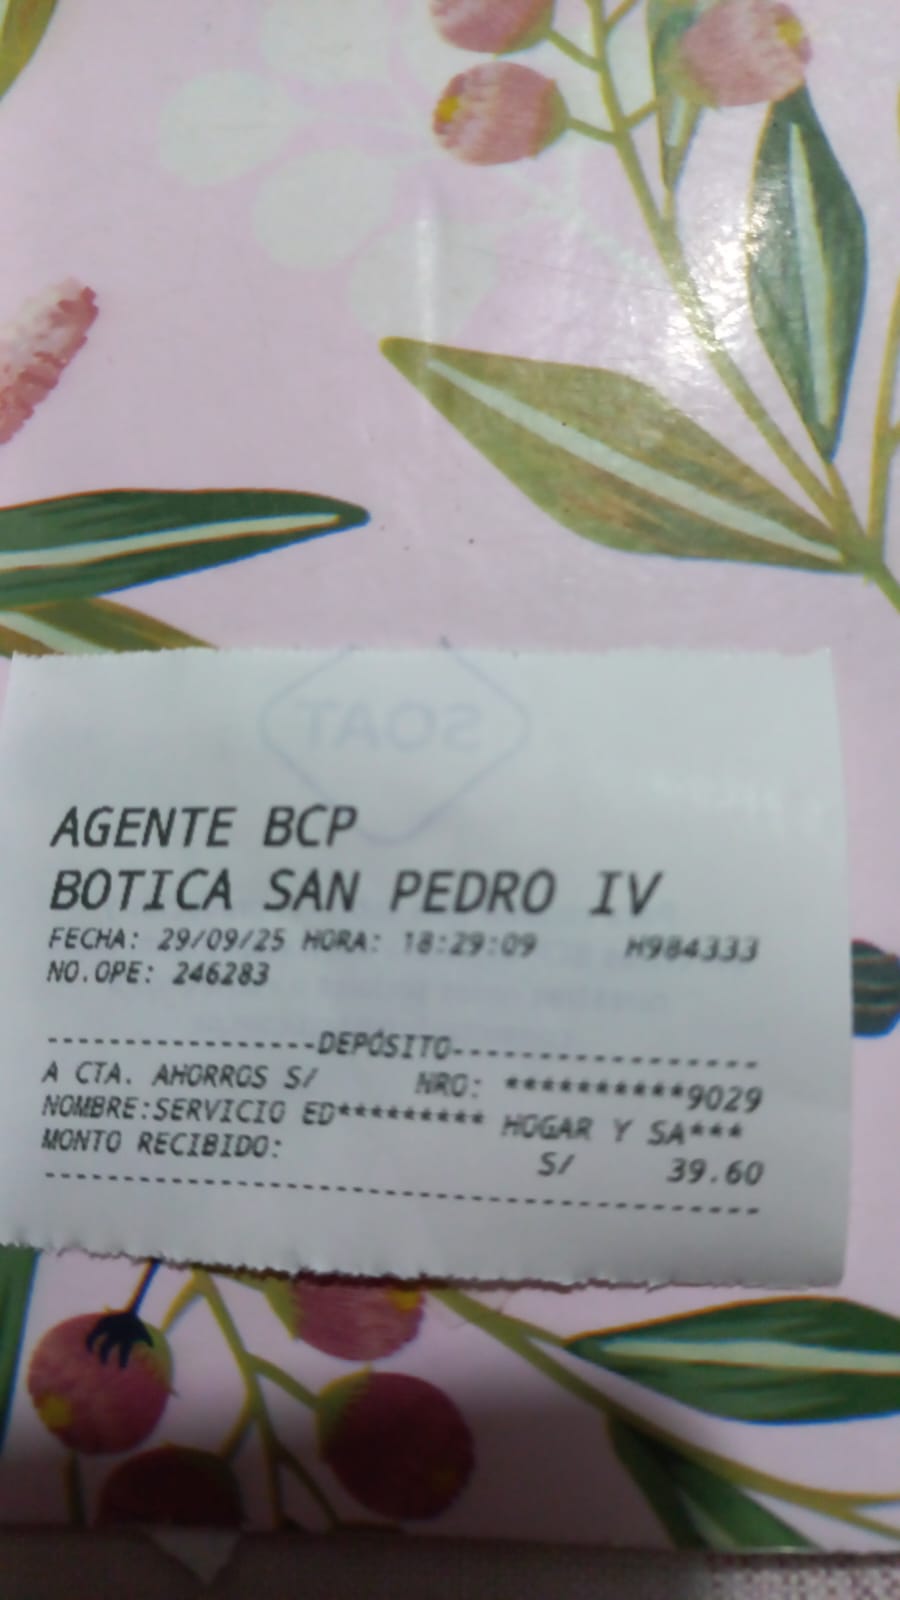 SOAT
AGENTE BCP
BOTICA SAN PEDRO IV
FECHA: 29/09/25 HORA: 18:29:09 H984333
NO.OPE: 246283
-----------------DEPÓSITO-----------------
A CTA. AHORROS S/ NRO: **********9029
NOMBRE:SERVICIO ED********* HOGAR Y SA***
MONTO RECIBIDO: S/ 39.60